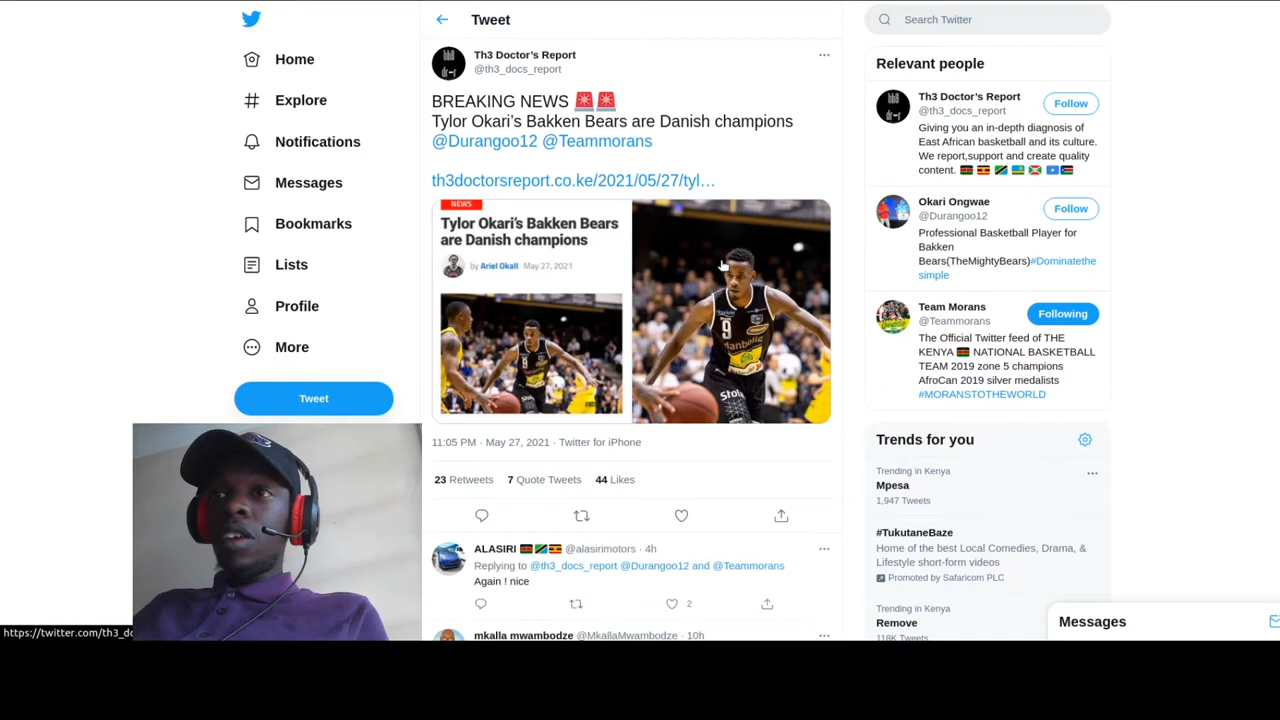 Tweet
Search Twitter
Home
Explore
Notifications
Messages
Bookmarks
Lists
Profile
More
Tweet
Th3 Doctor's Report
@th3_docs_report
BREAKING NEWS 🚨🚨
Tylor Okari's Bakken Bears are Danish champions
@Durangoo12 @Teammorans
th3doctorsreport.co.ke/2021/05/27/tyl…
NEWS
Tylor Okari's Bakken Bears
are Danish champions
by Ariel Okall May 27, 2021
9
9
11:05 PM · May 27, 2021 · Twitter for iPhone
23 Retweets 7 Quote Tweets 44 Likes
ALASIRI 🇰🇪🇹🇿🇺🇬 @alasirimotors · 4h
Replying to @th3_docs_report @Durangoo12 and @Teammorans
Again ! nice
2
mkalla mwambodze @MkallaMwambodze · 10h
Relevant people
Th3 Doctor's Report
@th3_docs_report
Follow
Giving you an in-depth diagnosis of
East African basketball and its culture.
We report,support and create quality
content. 🇰🇪 🇺🇬 🇹🇿 🇷🇼 🇧🇮 🇸🇴 🇸🇸
Okari Ongwae
@Durangoo12
Follow
Professional Basketball Player for
Bakken
Bears(TheMightyBears)#Dominatethe
simple
Team Morans
@Teammorans
Following
The Official Twitter feed of THE
KENYA 🇰🇪 NATIONAL BASKETBALL
TEAM 2019 zone 5 champions
AfroCan 2019 silver medalists
#MORANSTOTHEWORLD
Trends for you
Trending in Kenya
Mpesa
1,947 Tweets
#TukutaneBaze
Home of the best Local Comedies, Drama, &
Lifestyle short-form videos
Promoted by Safaricom PLC
Trending in Kenya
Remove
118K Tweets
Messages
https://twitter.com/th3_do